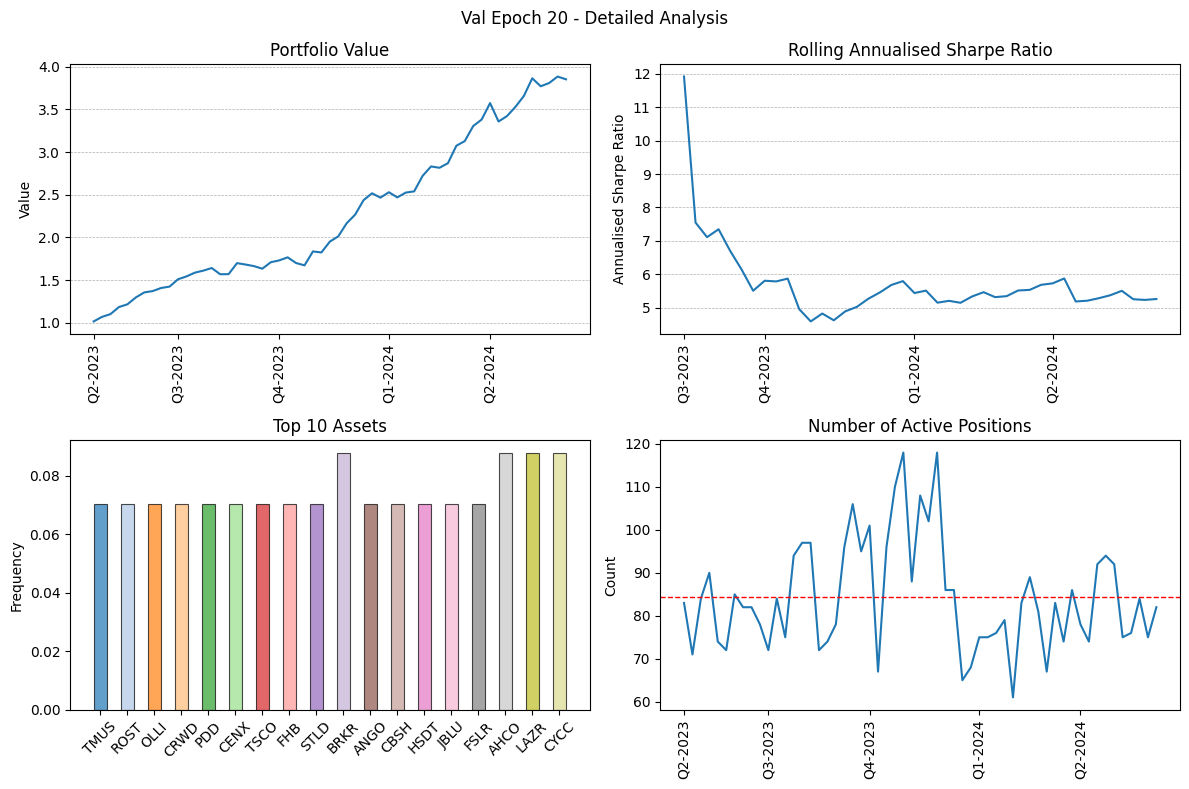 Val Epoch 20 - Detailed Analysis
Portfolio Value
Value
4.0
3.5
3.0
2.5
2.0
1.5
1.0
Q2-2023
Q3-2023
Q4-2023
Q1-2024
Q2-2024
Rolling Annualised Sharpe Ratio
Annualised Sharpe Ratio
12
11
10
9
8
7
6
5
Q3-2023
Q4-2023
Q1-2024
Q2-2024
Top 10 Assets
Frequency
0.08
0.06
0.04
0.02
0.00
TMUS
ROST
OLLI
CRWD
PDD
CENX
TSCO
FHB
STLD
BRKR
ANGO
CBSH
HSDT
JBLU
FSLR
AHCO
LAZR
CYCC
Number of Active Positions
Count
120
110
100
90
80
70
60
Q2-2023
Q3-2023
Q4-2023
Q1-2024
Q2-2024